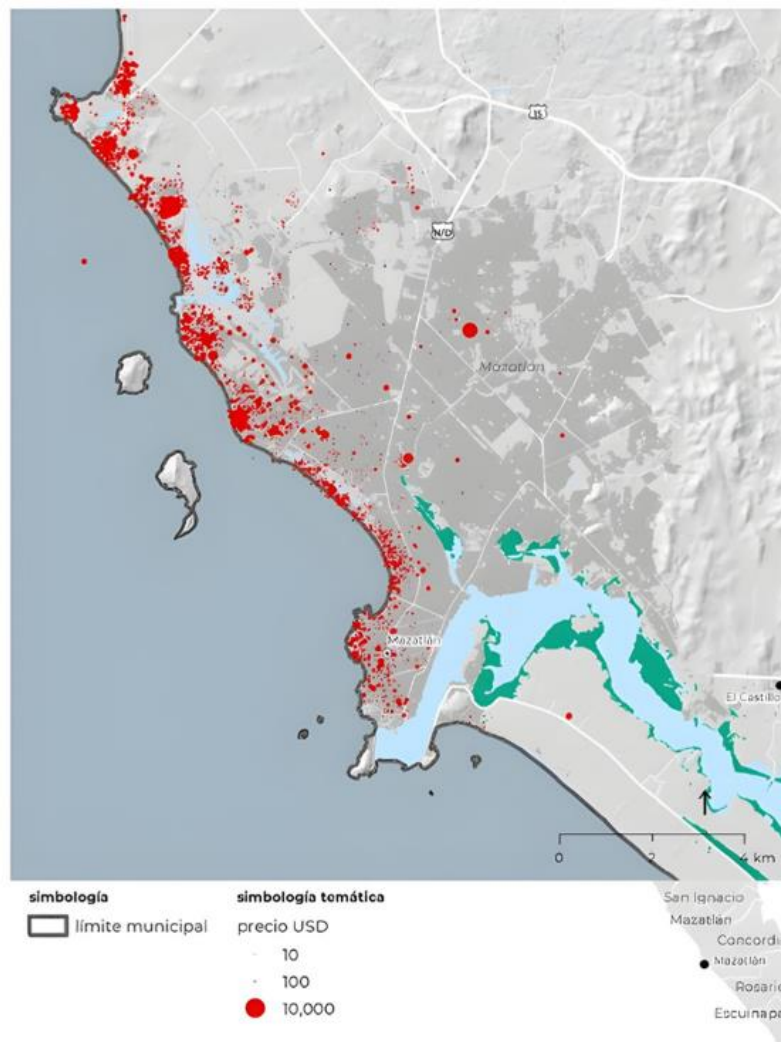 15
N/D
Mazatlán
Mazatlán
El Castillo
0 2 4 km
simbología
límite municipal
simbología temática
precio USD
10
100
10,000
San Ignacio
Mazatlán
Concordi
Mazatlán
Rosario
Escuinapa